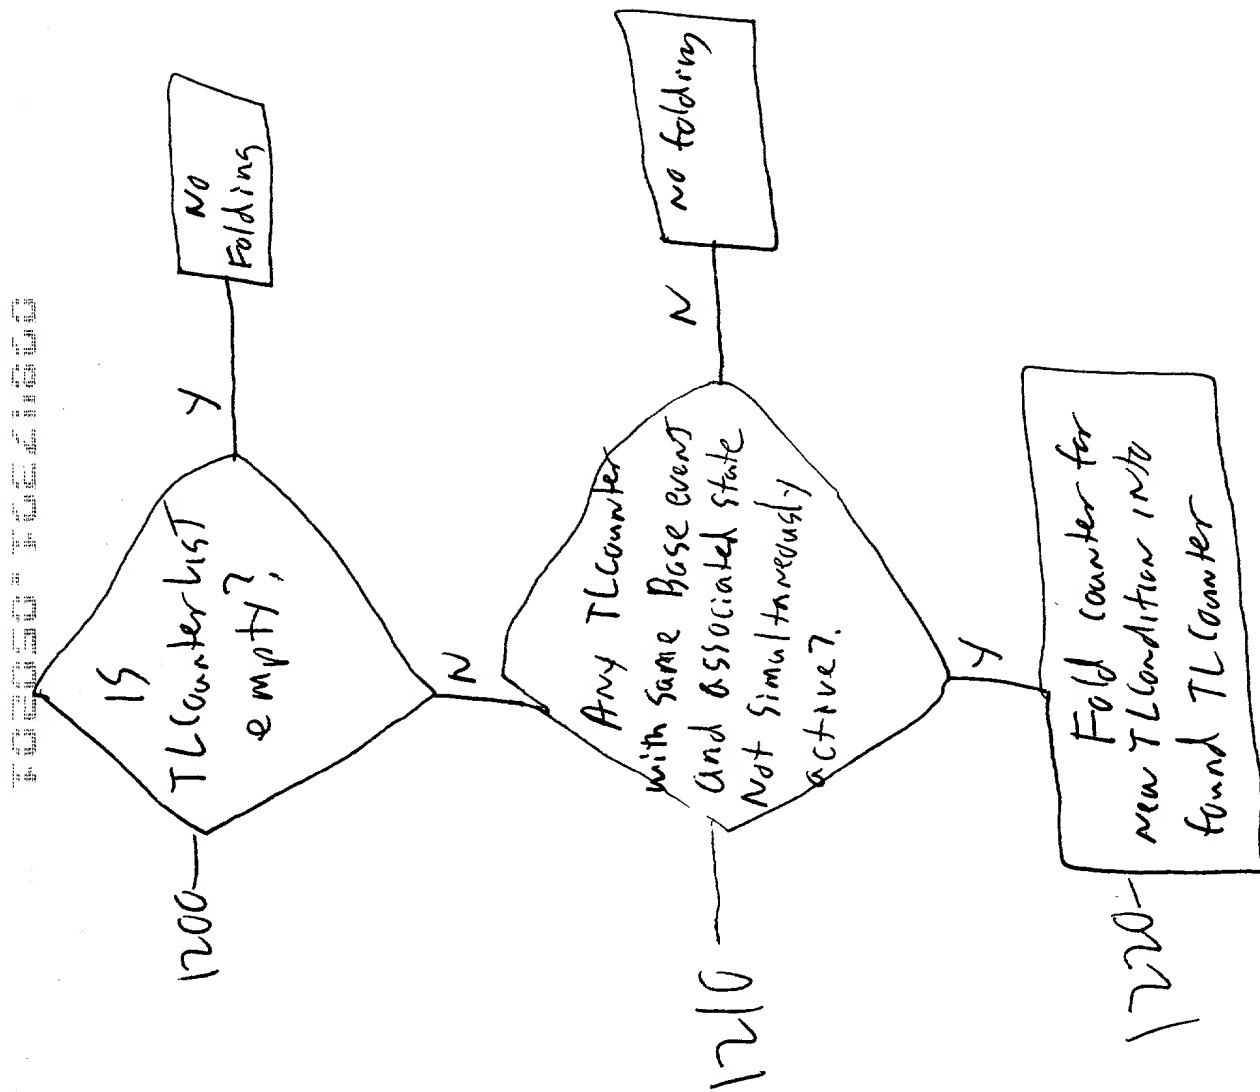 1200
Is
TLCounterList
empty?
Y
No
Folding
N
1210
Any TLCounter
with same Base event
and associated state
Not simultaneously
active?
N
No folding
Y
1220
Fold counter for
new TLCondition into
found TLCounter